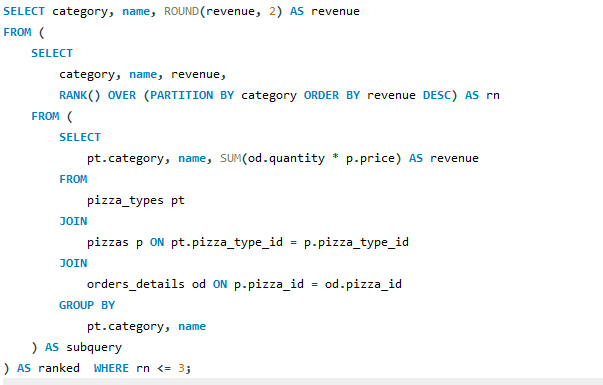 SELECT category, name, ROUND(revenue, 2) AS revenue
FROM (
    SELECT
        category, name, revenue,
        RANK() OVER (PARTITION BY category ORDER BY revenue DESC) AS rn
    FROM (
        SELECT
            pt.category, name, SUM(od.quantity * p.price) AS revenue
        FROM
            pizza_types pt
        JOIN
            pizzas p ON pt.pizza_type_id = p.pizza_type_id
        JOIN
            orders_details od ON p.pizza_id = od.pizza_id
        GROUP BY
            pt.category, name
    ) AS subquery
) AS ranked  WHERE rn <= 3;